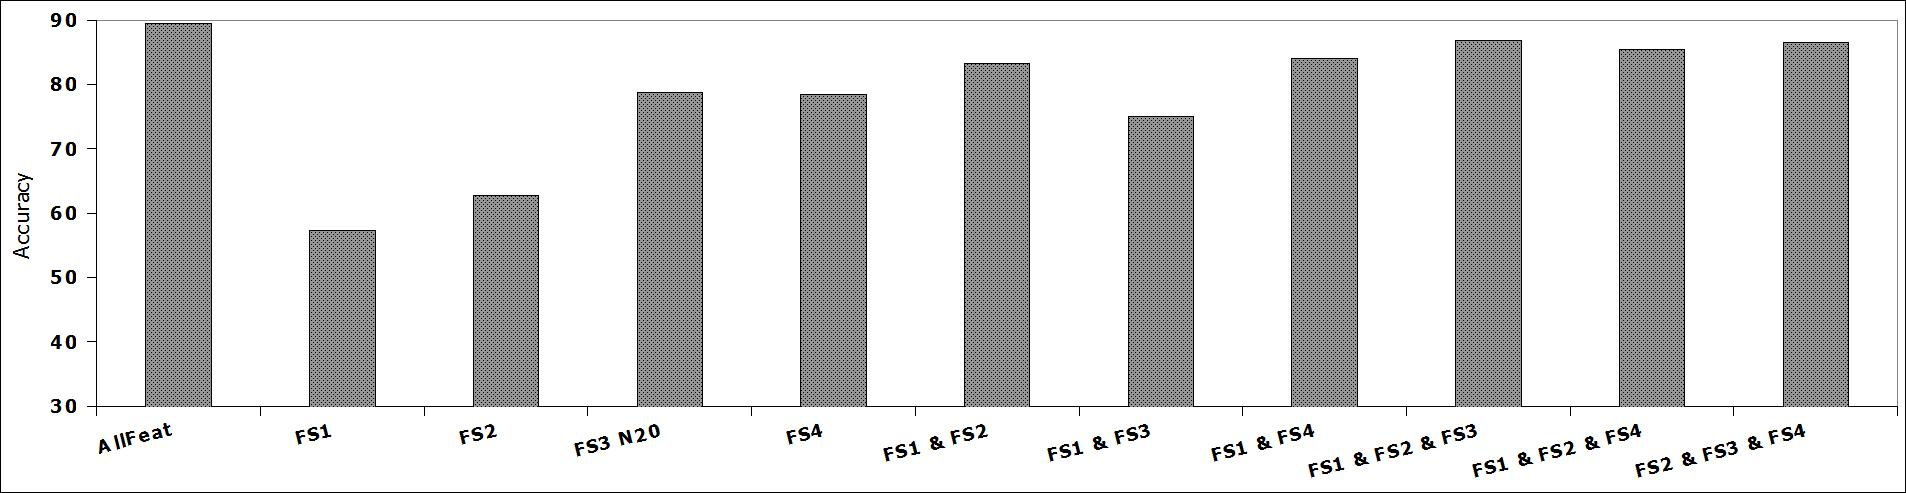 90
80
70
60
50
40
30
Accuracy
AllFeat
FS1
FS2
FS3 N20
FS4
FS1 & FS2
FS1 & FS3
FS1 & FS4
FS1 & FS2 & FS3
FS1 & FS2 & FS4
FS2 & FS3 & FS4